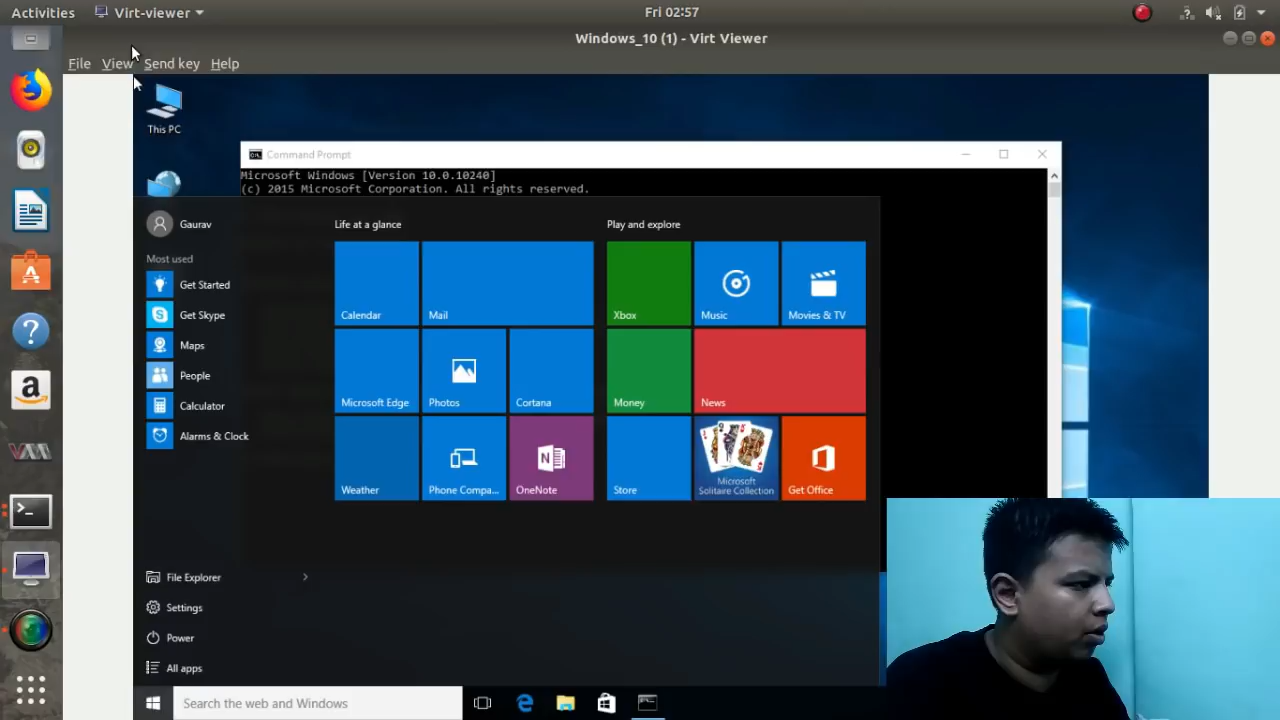 Activities Virt-viewer Fri 02:57
Windows_10 (1) - Virt Viewer
File View Send key Help
This PC
Command Prompt
Microsoft Windows [Version 10.0.10240]
(c) 2015 Microsoft Corporation. All rights reserved.
Gaurav
Most used
Get Started
Get Skype
Maps
People
Calculator
Alarms & Clock
File Explorer
Settings
Power
All apps
Life at a glance
Calendar Mail
Microsoft Edge Photos Cortana
Weather Phone Compa... OneNote
Play and explore
Xbox Music Movies & TV
Money News
Store Microsoft
Solitaire Collection Get Office
Search the web and Windows